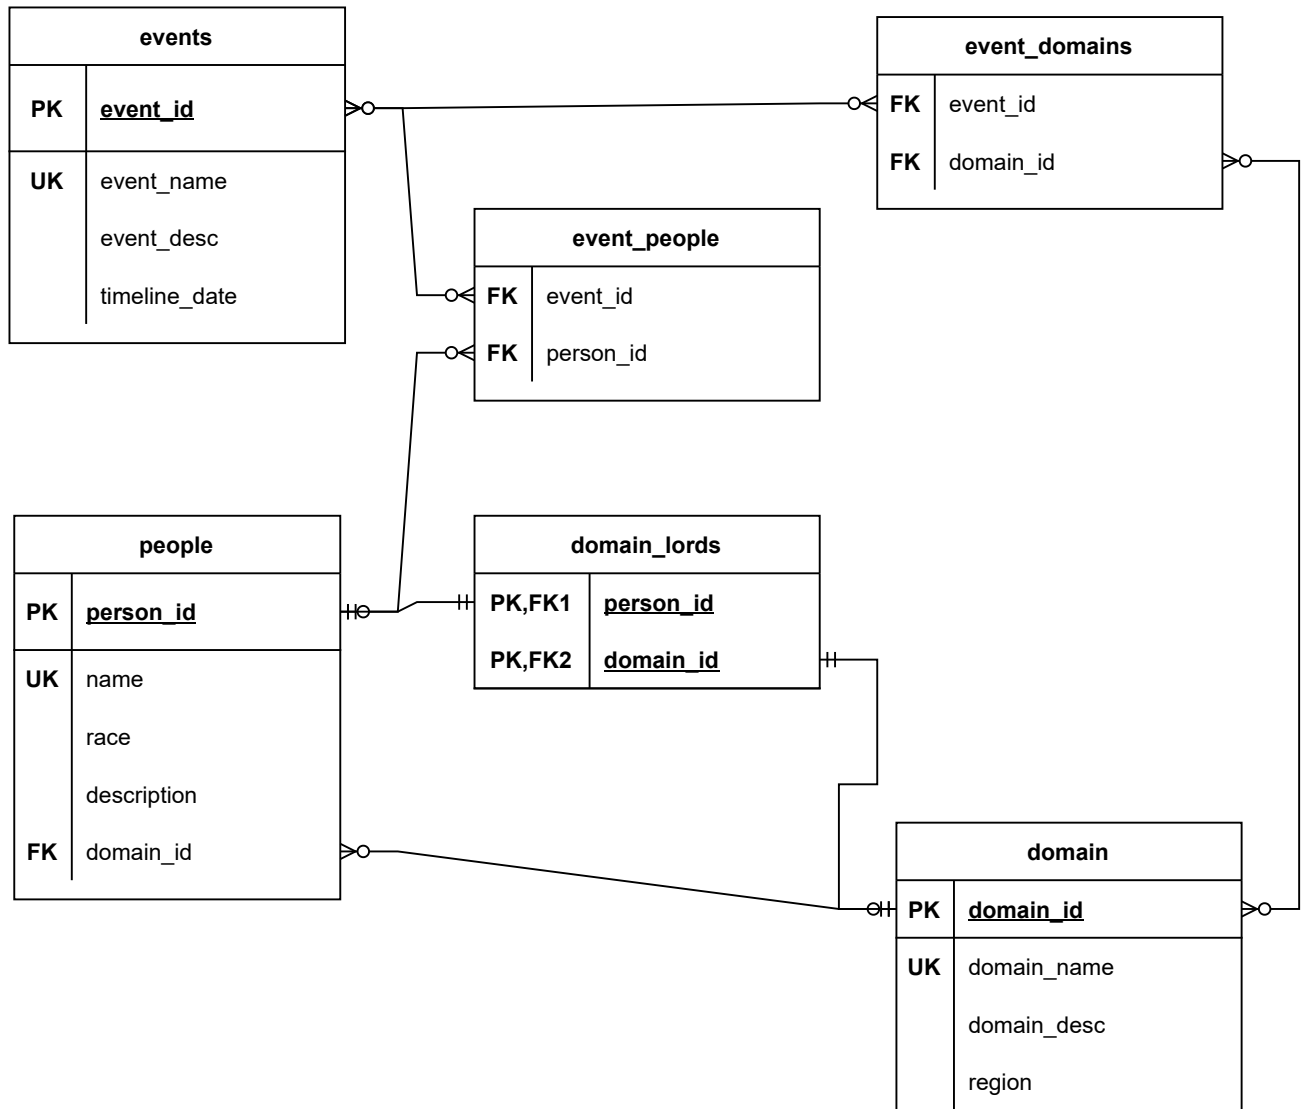 events
PK event_id
UK event_name
event_desc
timeline_date
event_domains
FK event_id
FK domain_id
event_people
FK event_id
FK person_id
people
PK person_id
UK name
race
description
FK domain_id
domain_lords
PK,FK1 person_id
PK,FK2 domain_id
domain
PK domain_id
UK domain_name
domain_desc
region